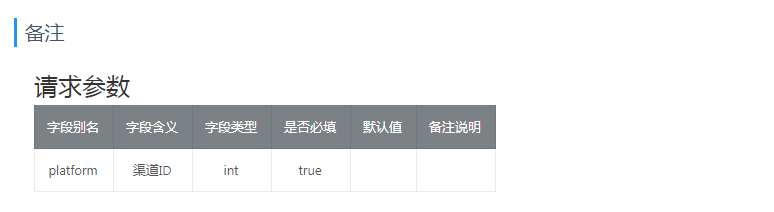 备注
请求参数
字段别名 字段含义 字段类型 是否必填 默认值 备注说明
platform 渠道ID int true